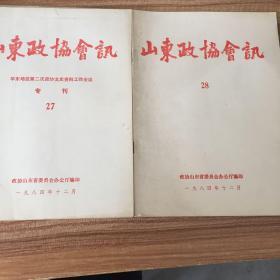 山東政協會訊
华东地区第二次政协文史资料工作会议
专刊
27
政协山东省委员会办公厅编印
一九八四年十二月
山東政協會訊
28
政协山东省委员会办公厅编印
一九八四年十二月